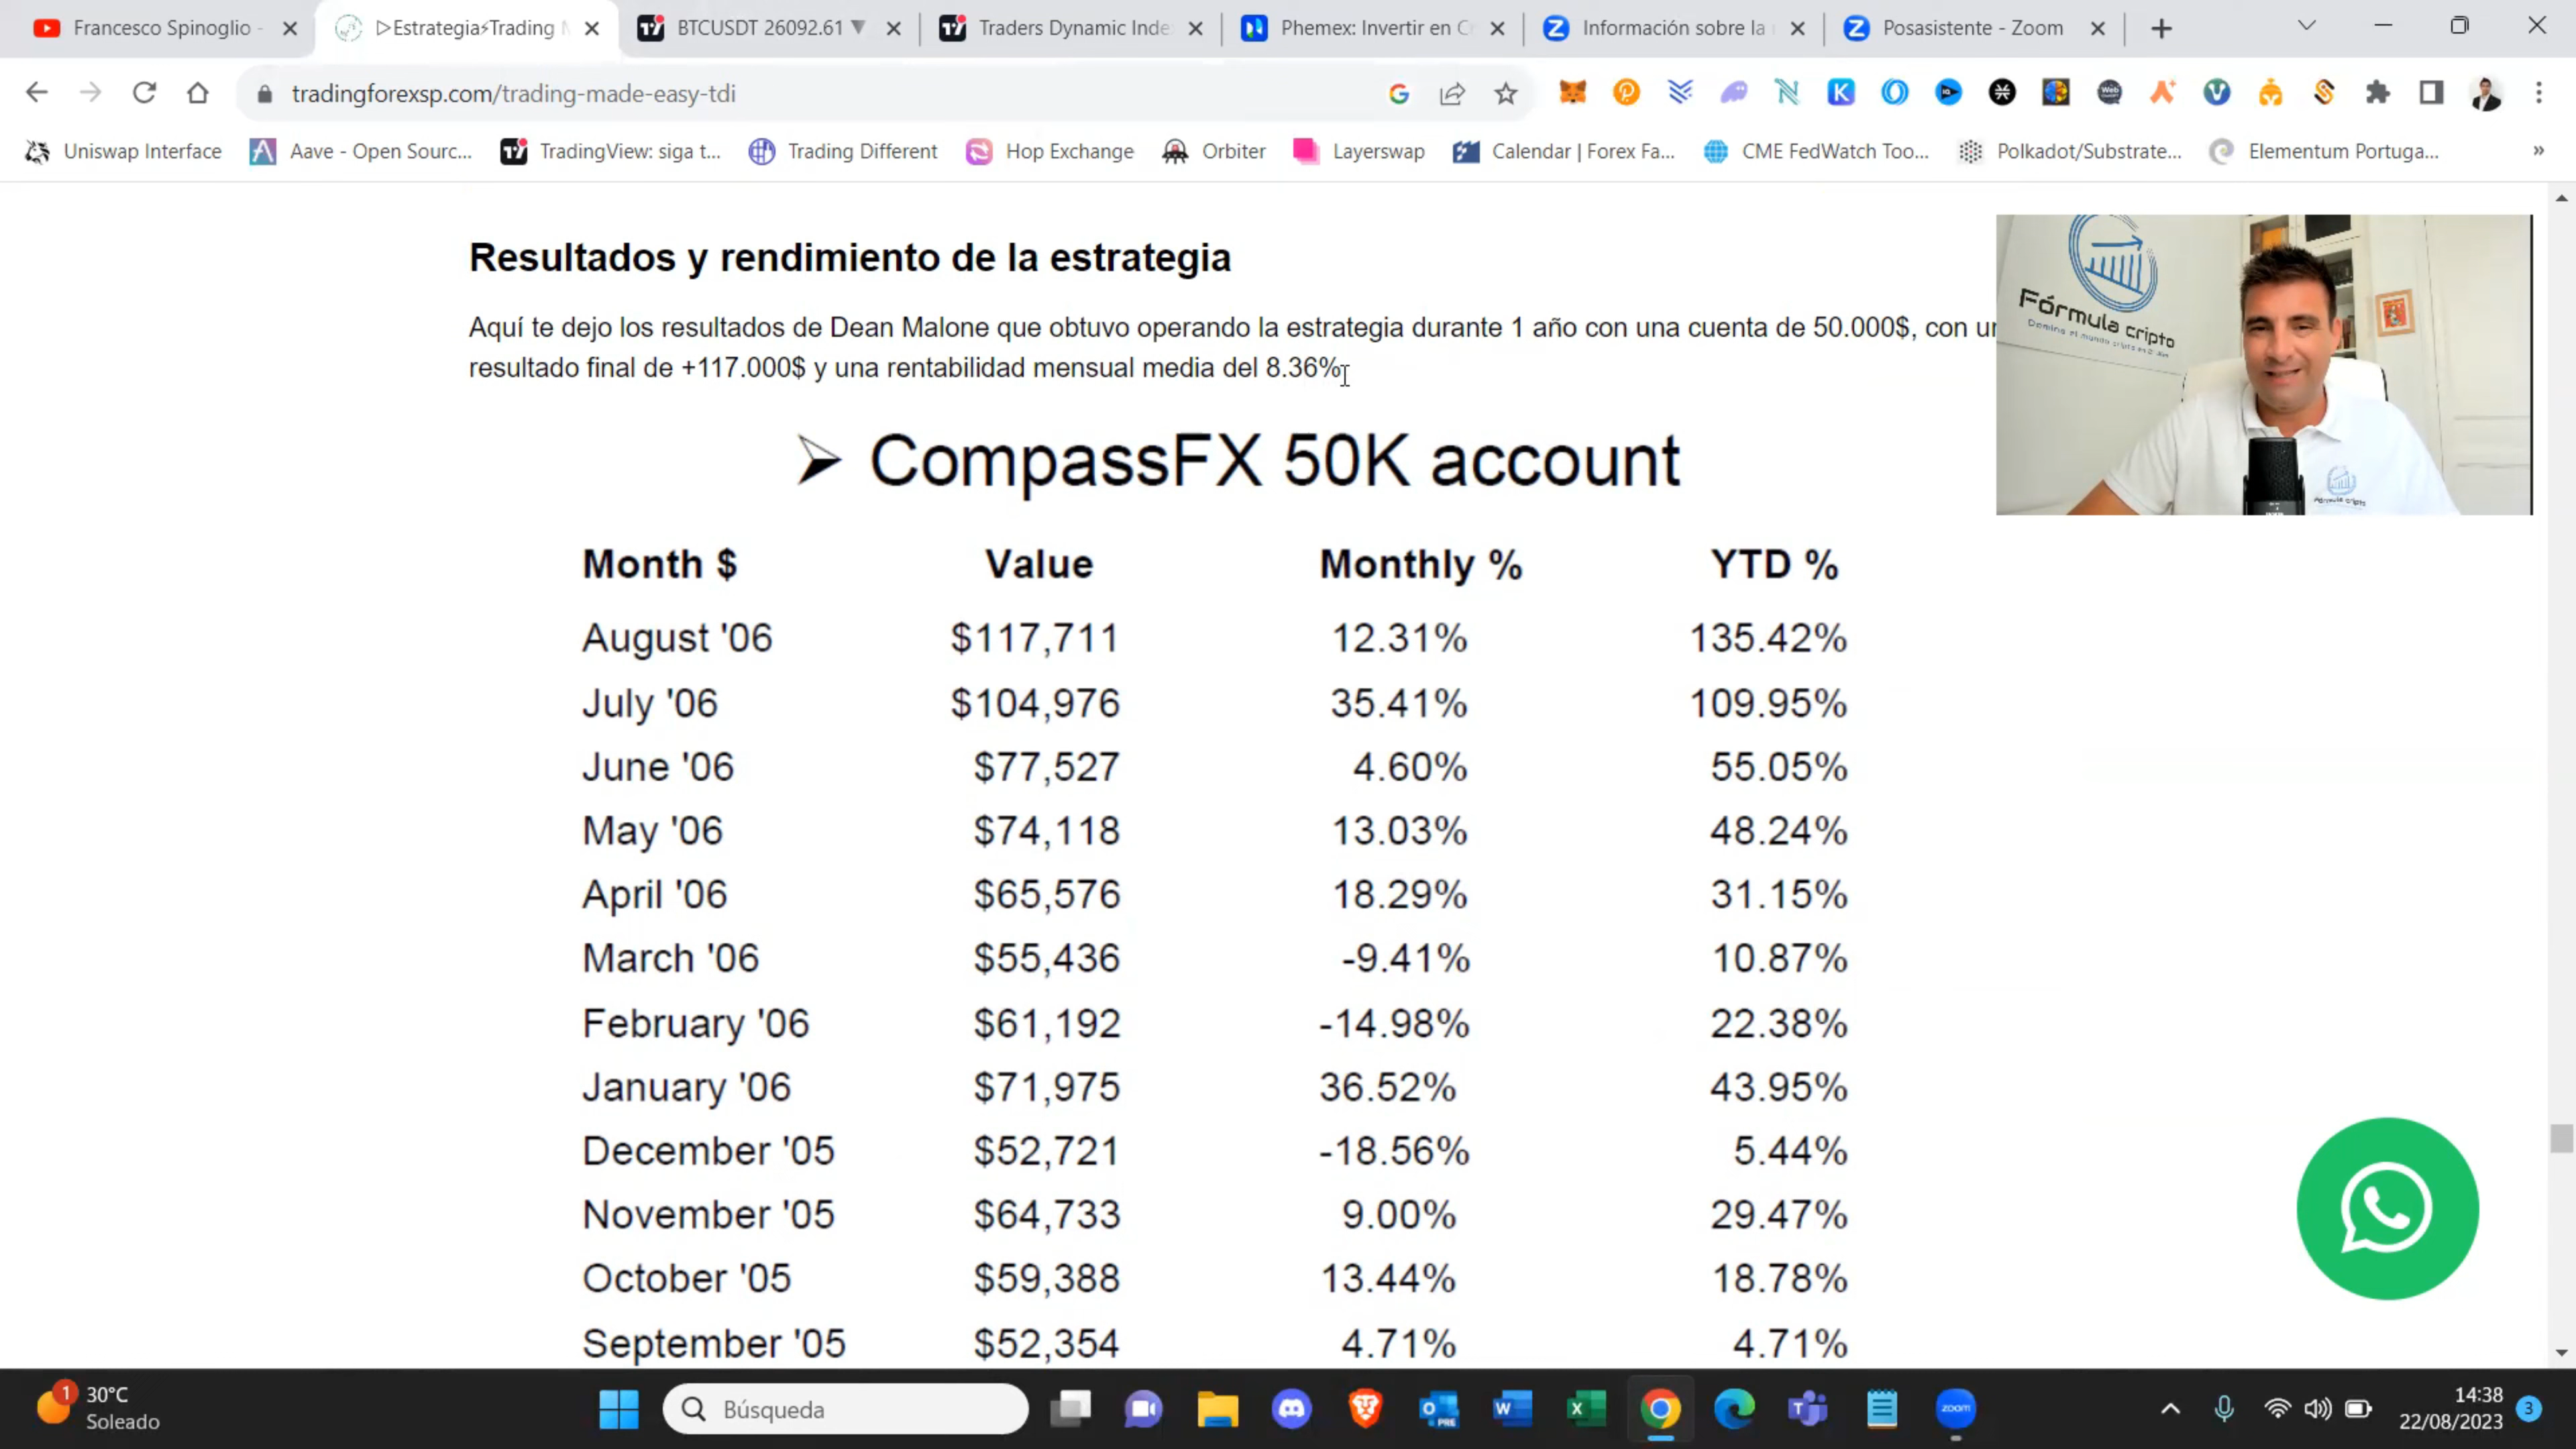 Francesco Spinoglio -
▷Estrategia⚡Trading M
BTCUSDT 26092.61 ▼
Traders Dynamic Inde
Phemex: Invertir en C
Información sobre la
Posasistente - Zoom
tradingforexsp.com/trading-made-easy-tdi
Uniswap Interface
Aave - Open Sourc...
TradingView: siga t...
Trading Different
Hop Exchange
Orbiter
Layerswap
Calendar | Forex Fa...
CME FedWatch Too...
Polkadot/Substrate...
Elementum Portuga...
»
Resultados y rendimiento de la estrategia
Aquí te dejo los resultados de Dean Malone que obtuvo operando la estrategia durante 1 año con una cuenta de 50.000$, con un
resultado final de +117.000$ y una rentabilidad mensual media del 8.36%
Fórmula cripto
Fórmula cripto
➢ CompassFX 50K account
Month $ Value Monthly % YTD %
August '06 $117,711 12.31% 135.42%
July '06 $104,976 35.41% 109.95%
June '06 $77,527 4.60% 55.05%
May '06 $74,118 13.03% 48.24%
April '06 $65,576 18.29% 31.15%
March '06 $55,436 -9.41% 10.87%
February '06 $61,192 -14.98% 22.38%
January '06 $71,975 36.52% 43.95%
December '05 $52,721 -18.56% 5.44%
November '05 $64,733 9.00% 29.47%
October '05 $59,388 13.44% 18.78%
September '05 $52,354 4.71% 4.71%
1
30°C
Soleado
Búsqueda
PRE
zoom
14:38
22/08/2023
3